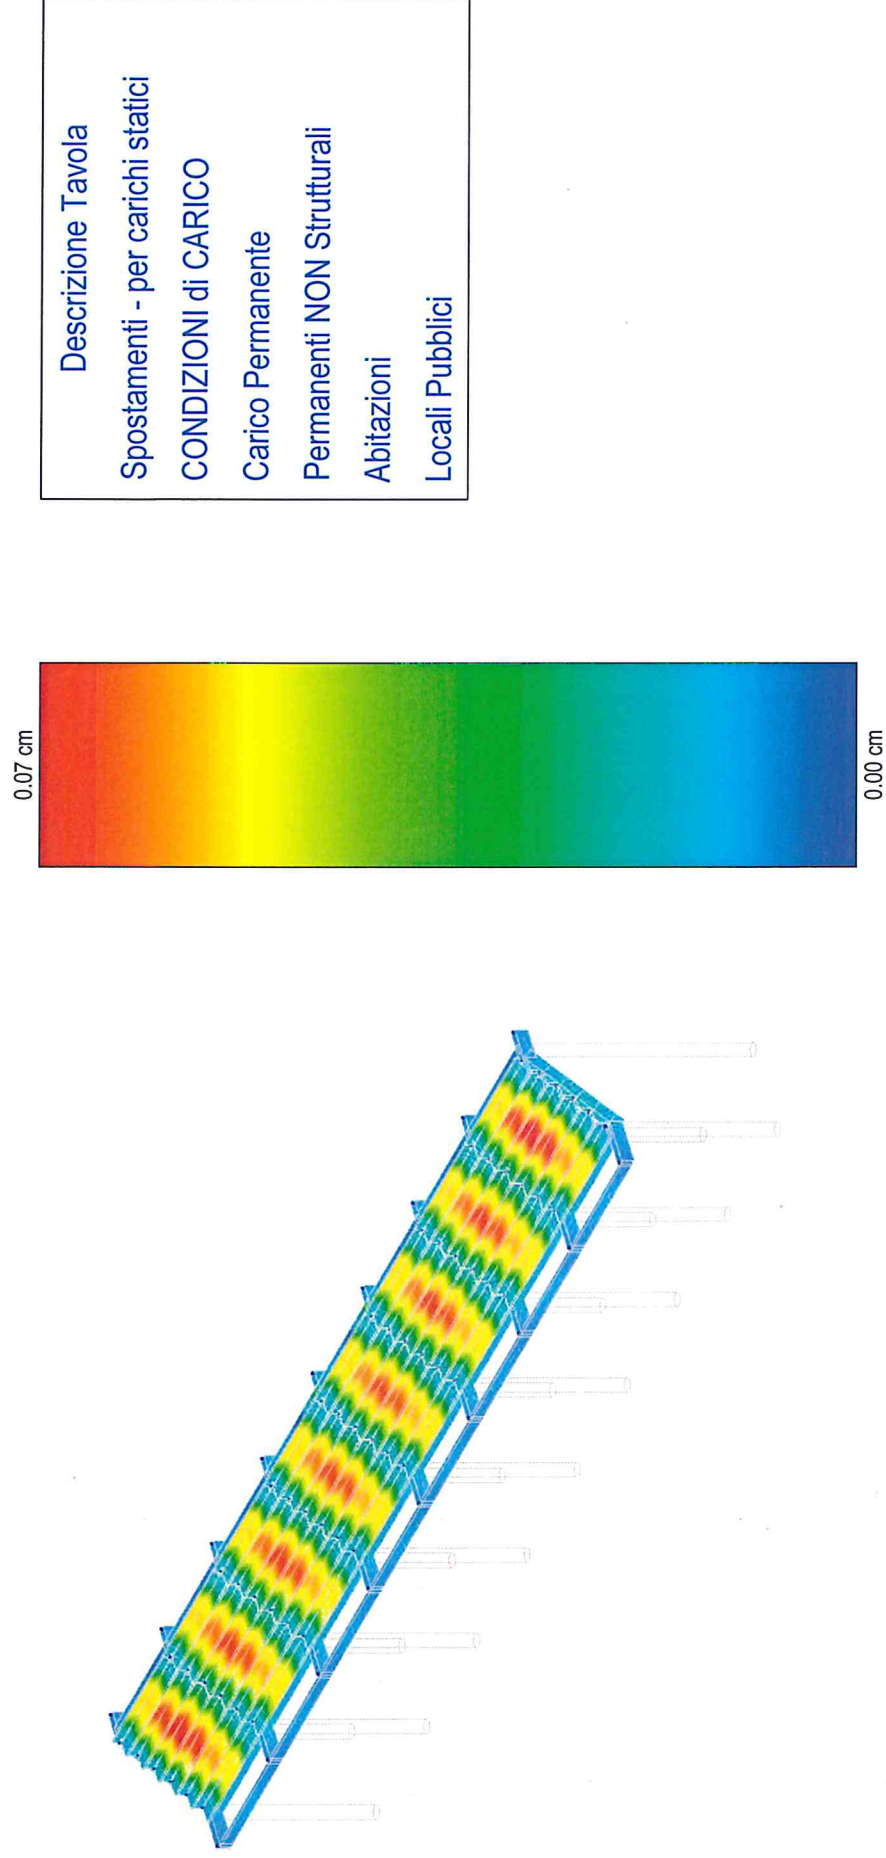 Descrizione Tavola
Spostamenti - per carichi statici
CONDIZIONI di CARICO
Carico Permanente
Permanenti NON Strutturali
Abitazioni
Locali Pubblici
0.07 cm
0.00 cm